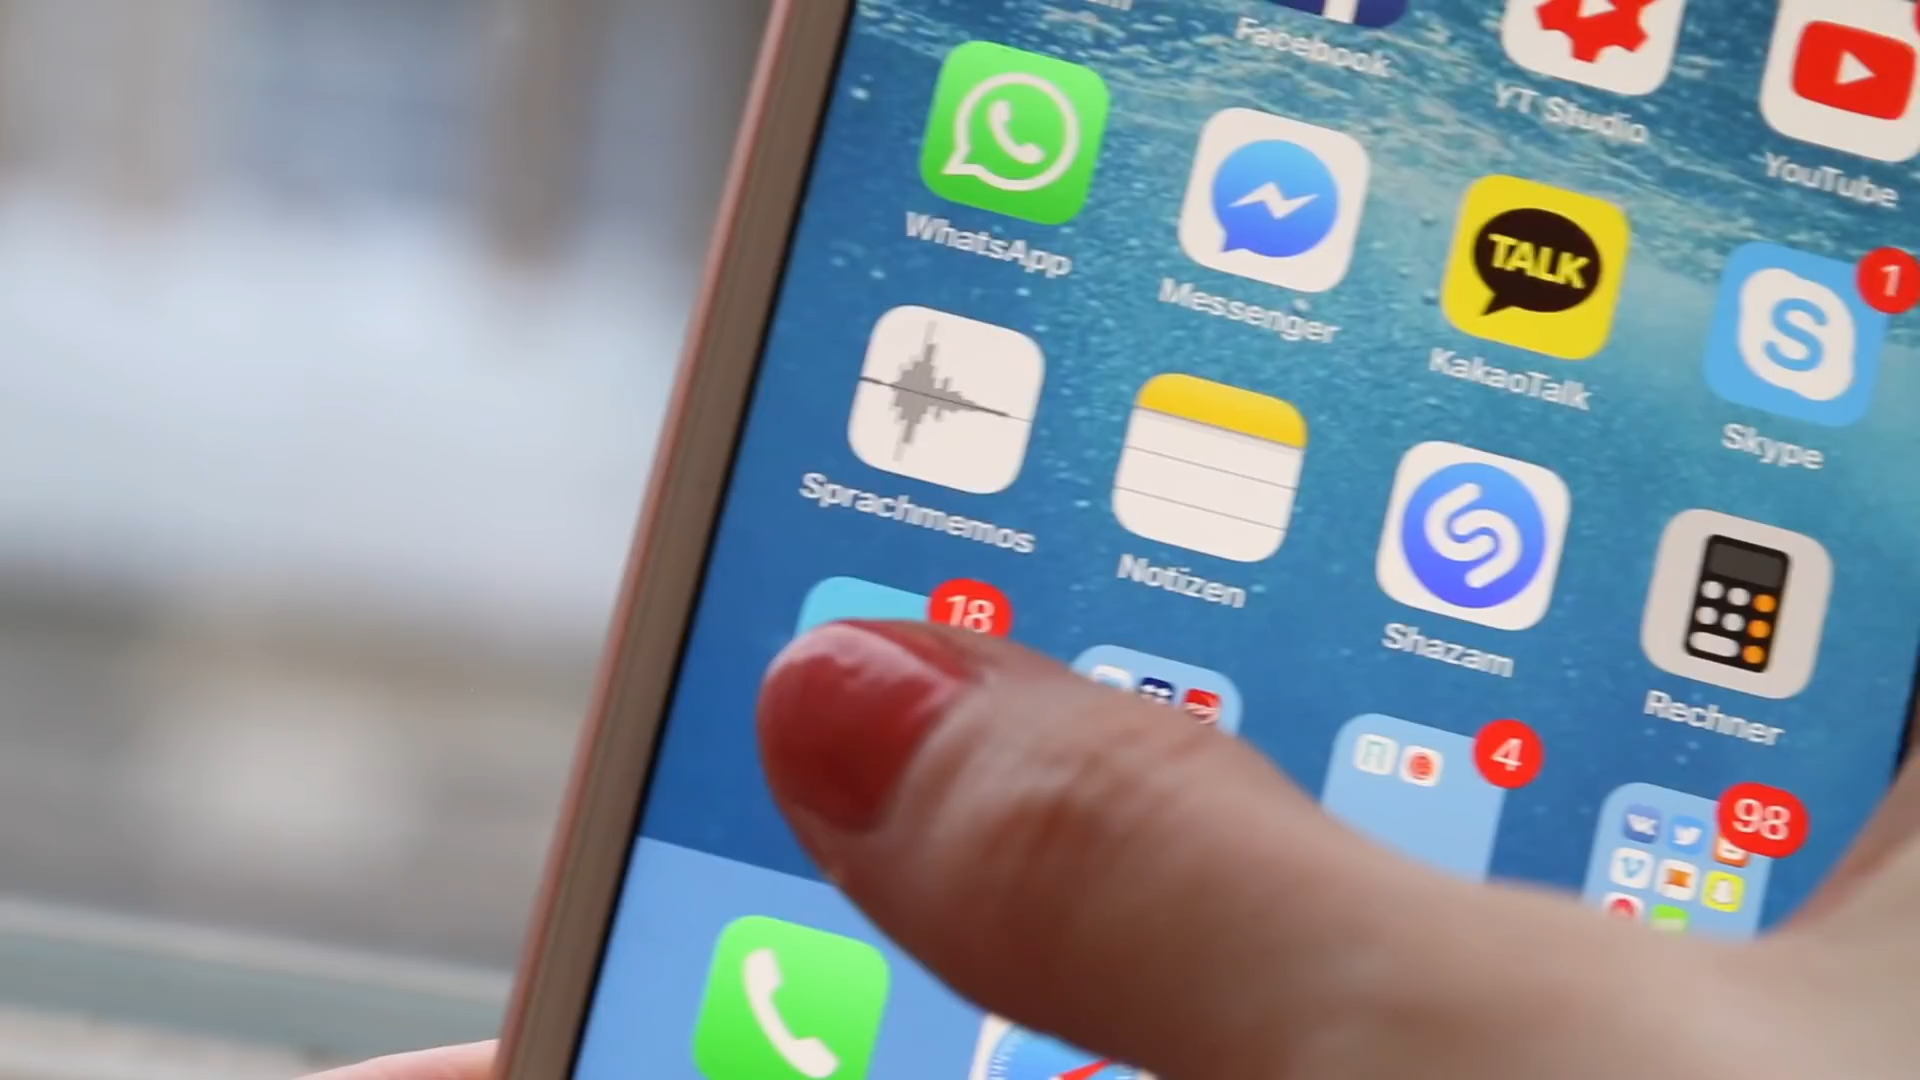 Facebook
YT Studio
YouTube
WhatsApp
Messenger
TALK
KakaoTalk
1
S
Skype
Sprachmemos
Notizen
Shazam
Rechner
18
4
98